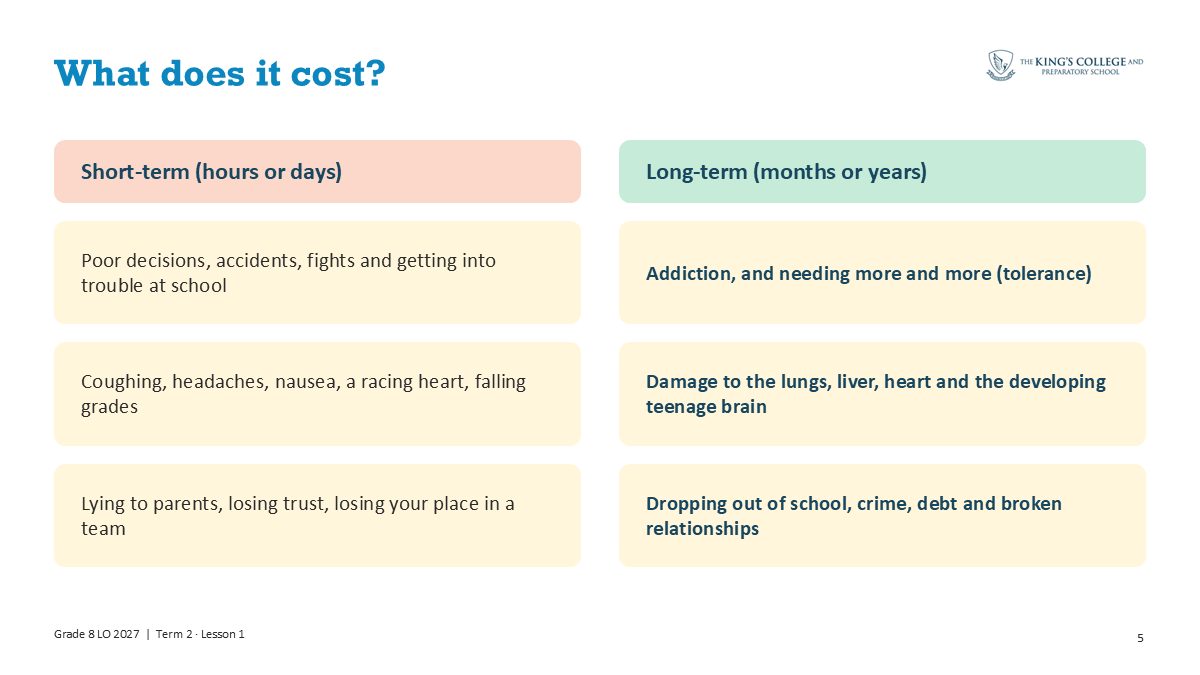 What does it cost?
THE KING'S COLLEGE AND
PREPARATORY SCHOOL
Short-term (hours or days)
Long-term (months or years)
Poor decisions, accidents, fights and getting into
trouble at school
Addiction, and needing more and more (tolerance)
Coughing, headaches, nausea, a racing heart, falling
grades
Damage to the lungs, liver, heart and the developing
teenage brain
Lying to parents, losing trust, losing your place in a
team
Dropping out of school, crime, debt and broken
relationships
Grade 8 LO 2027 | Term 2 · Lesson 1
5